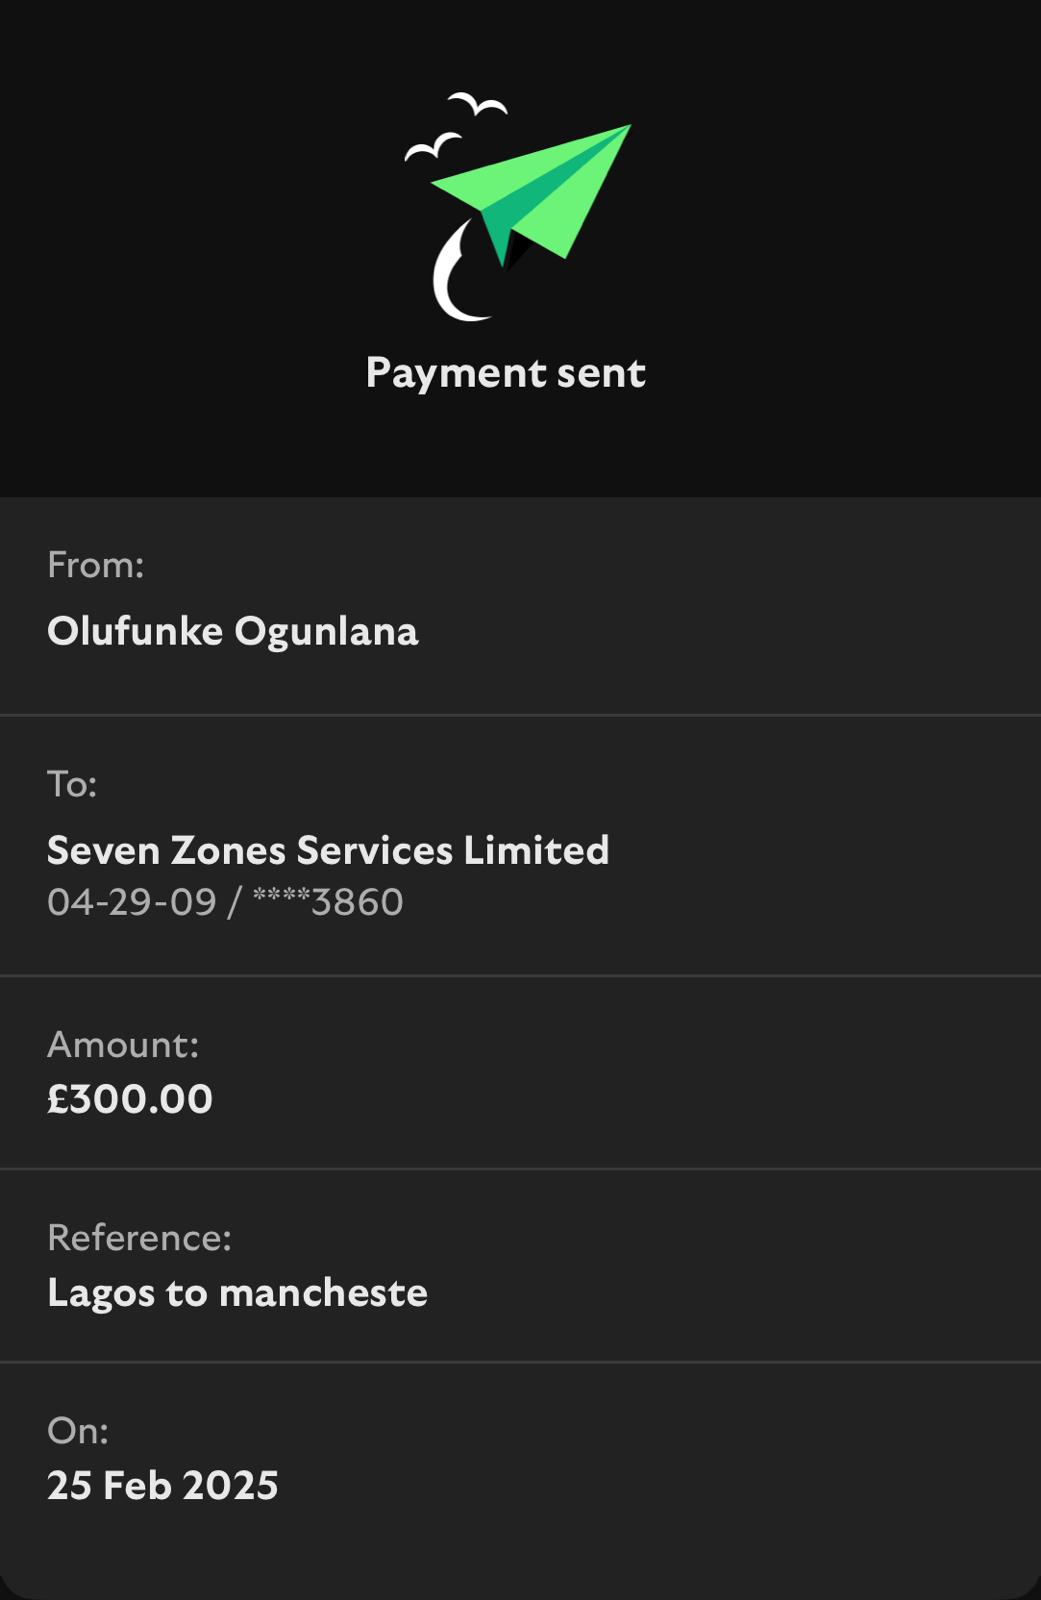 Payment sent
From:
Olufunke Ogunlana
To:
Seven Zones Services Limited
04-29-09 / ****3860
Amount:
£300.00
Reference:
Lagos to mancheste
On:
25 Feb 2025